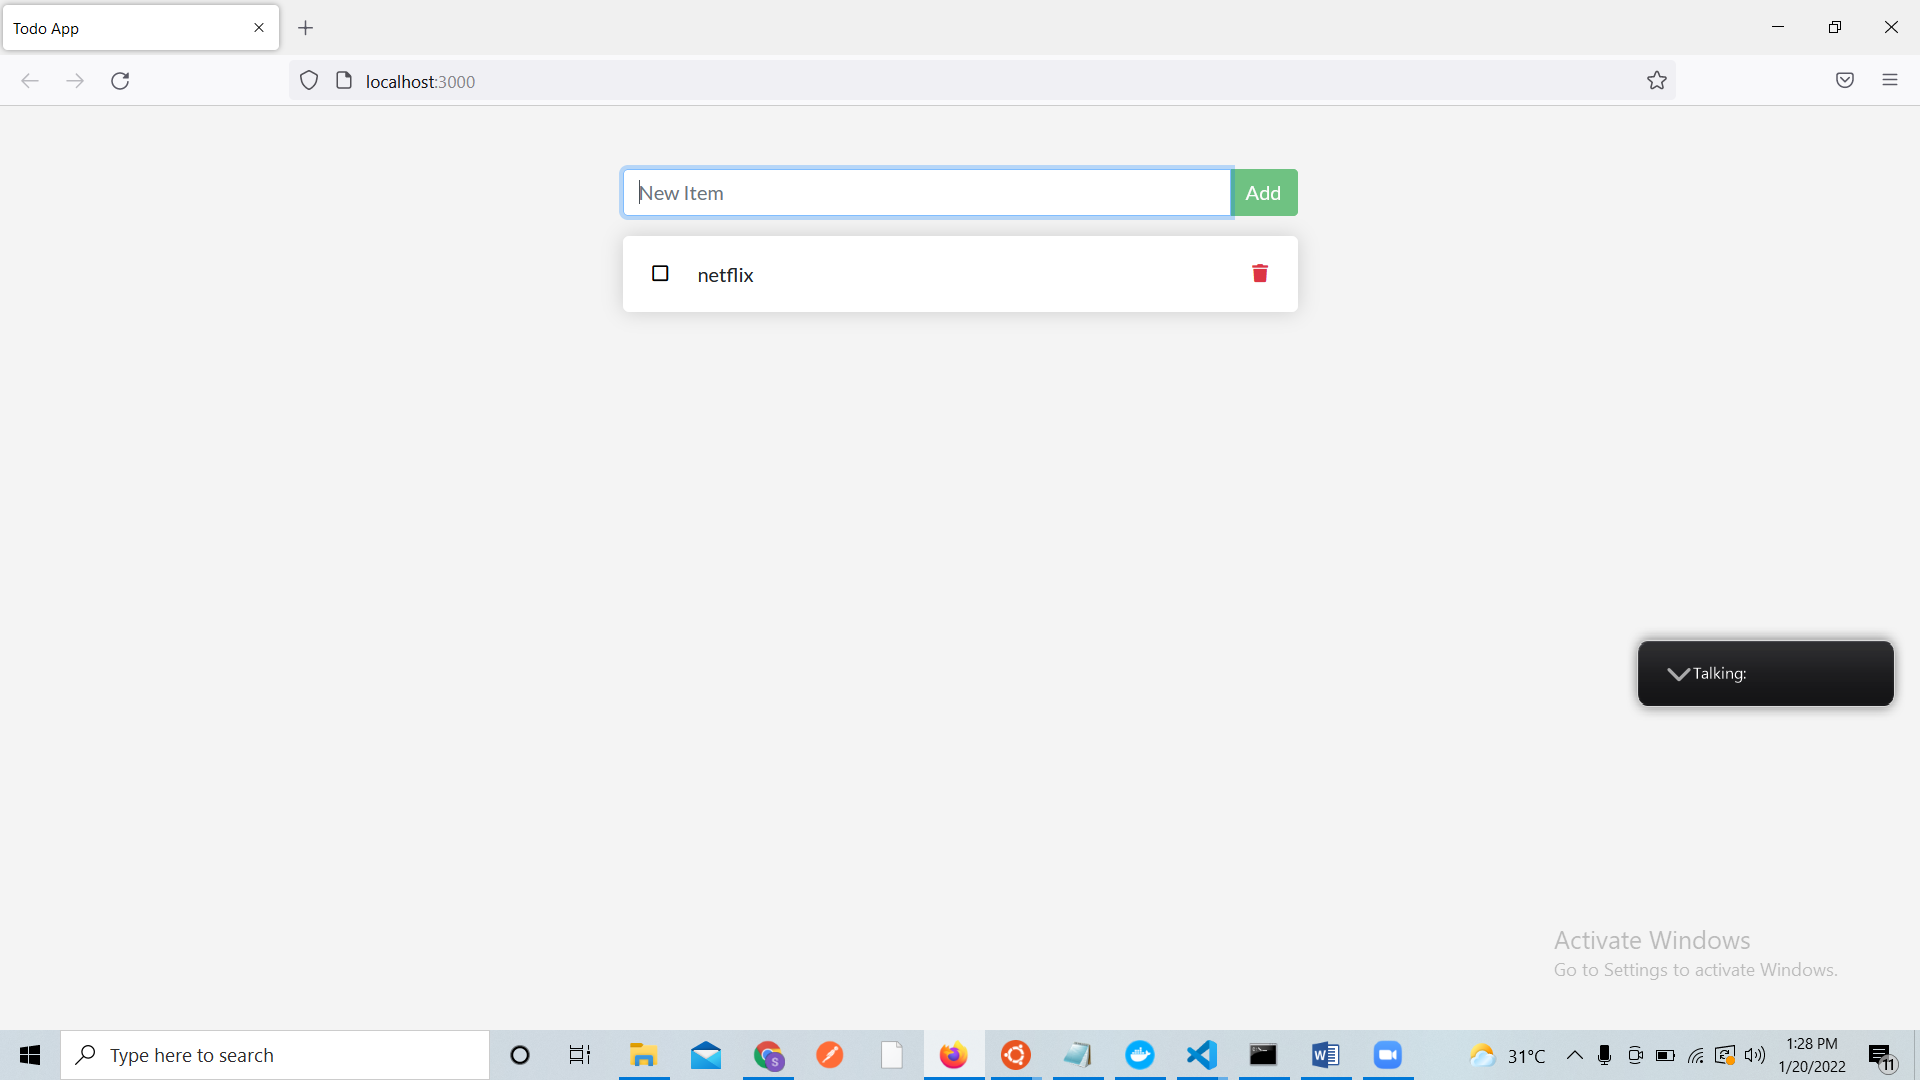 Todo App
localhost:3000
New Item
Add
netflix
Talking:
Activate Windows
Go to Settings to activate Windows.
Type here to search
S
31°C
1:28 PM
1/20/2022
11